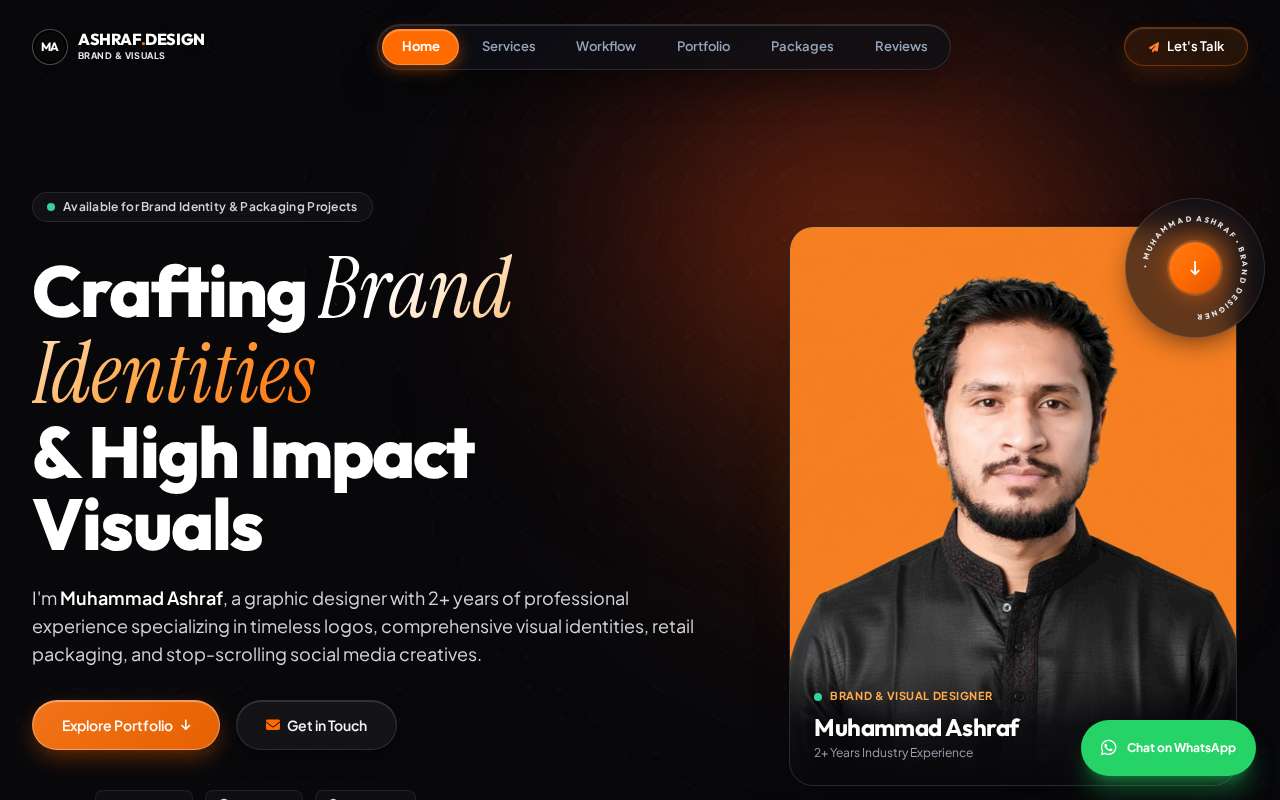 MA
ASHRAF.DESIGN
BRAND & VISUALS
Home
Services
Workflow
Portfolio
Packages
Reviews
Let's Talk
Available for Brand Identity & Packaging Projects
Crafting Brand
Identities
& High Impact
Visuals
I'm Muhammad Ashraf, a graphic designer with 2+ years of professional
experience specializing in timeless logos, comprehensive visual identities, retail
packaging, and stop-scrolling social media creatives.
Explore Portfolio ↓
Get in Touch
• MUHAMMAD ASHRAF • BRAND DESIGNER
BRAND & VISUAL DESIGNER
Muhammad Ashraf
2+ Years Industry Experience
Chat on WhatsApp